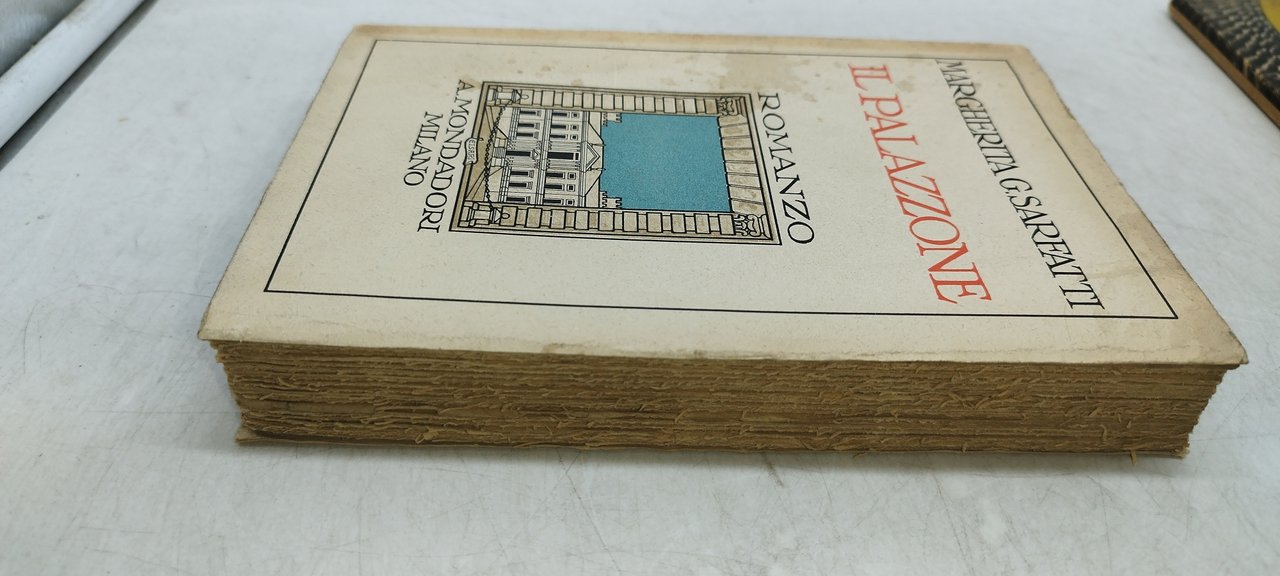 MARGHERITA G. SARFATTI
IL PALAZZONE
ROMANZO
A. MONDADORI
MILANO